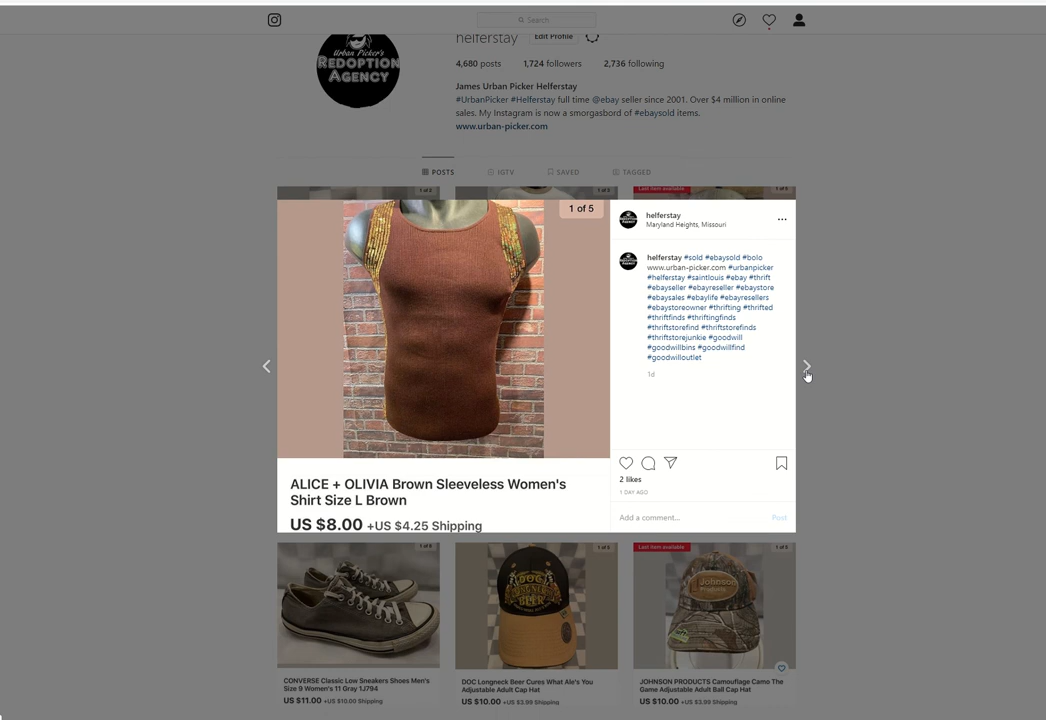 Search
helferstay Edit Profile
Urban Picker's
REDOPTION
AGENCY
4,680 posts 1,724 followers 2,736 following
James Urban Picker Helferstay
#UrbanPicker #Helferstay full time @ebay seller since 2001. Over $4 million in online
sales. My Instagram is now a smorgasbord of #ebaysold items.
www.urban-picker.com
POSTS IGTV SAVED TAGGED
Last item available
1 of 5
helferstay
Maryland Heights, Missouri
helferstay #sold #ebaysold #bolo
www.urban-picker.com #urbanpicker
#helferstay #saintlouis #ebay #thrift
#ebayseller #ebayreseller #ebaystore
#ebaysales #ebaylife #ebayresellers
#ebaystoreowner #thrifting #thrifted
#thriftfinds #thriftingfinds
#thriftstorefind #thriftstorefinds
#thriftstorejunkie #goodwill
#goodwillbins #goodwillfind
#goodwilloutlet
1d
2 likes
1 DAY AGO
Add a comment... Post
ALICE + OLIVIA Brown Sleeveless Women's
Shirt Size L Brown
US $8.00 +US $4.25 Shipping
Last item available
DOC
LONGNECK
BEER
Johnson
Products
CONVERSE Classic Low Sneakers Shoes Men's
Size 9 Women's 11 Gray 1J794
US $11.00 +US $10.00 Shipping
DOC Longneck Beer Cures What Ale's You
Adjustable Adult Cap Hat
US $10.00 +US $3.99 Shipping
JOHNSON PRODUCTS Camouflage Camo The
Game Adjustable Adult Ball Cap Hat
US $10.00 +US $3.99 Shipping